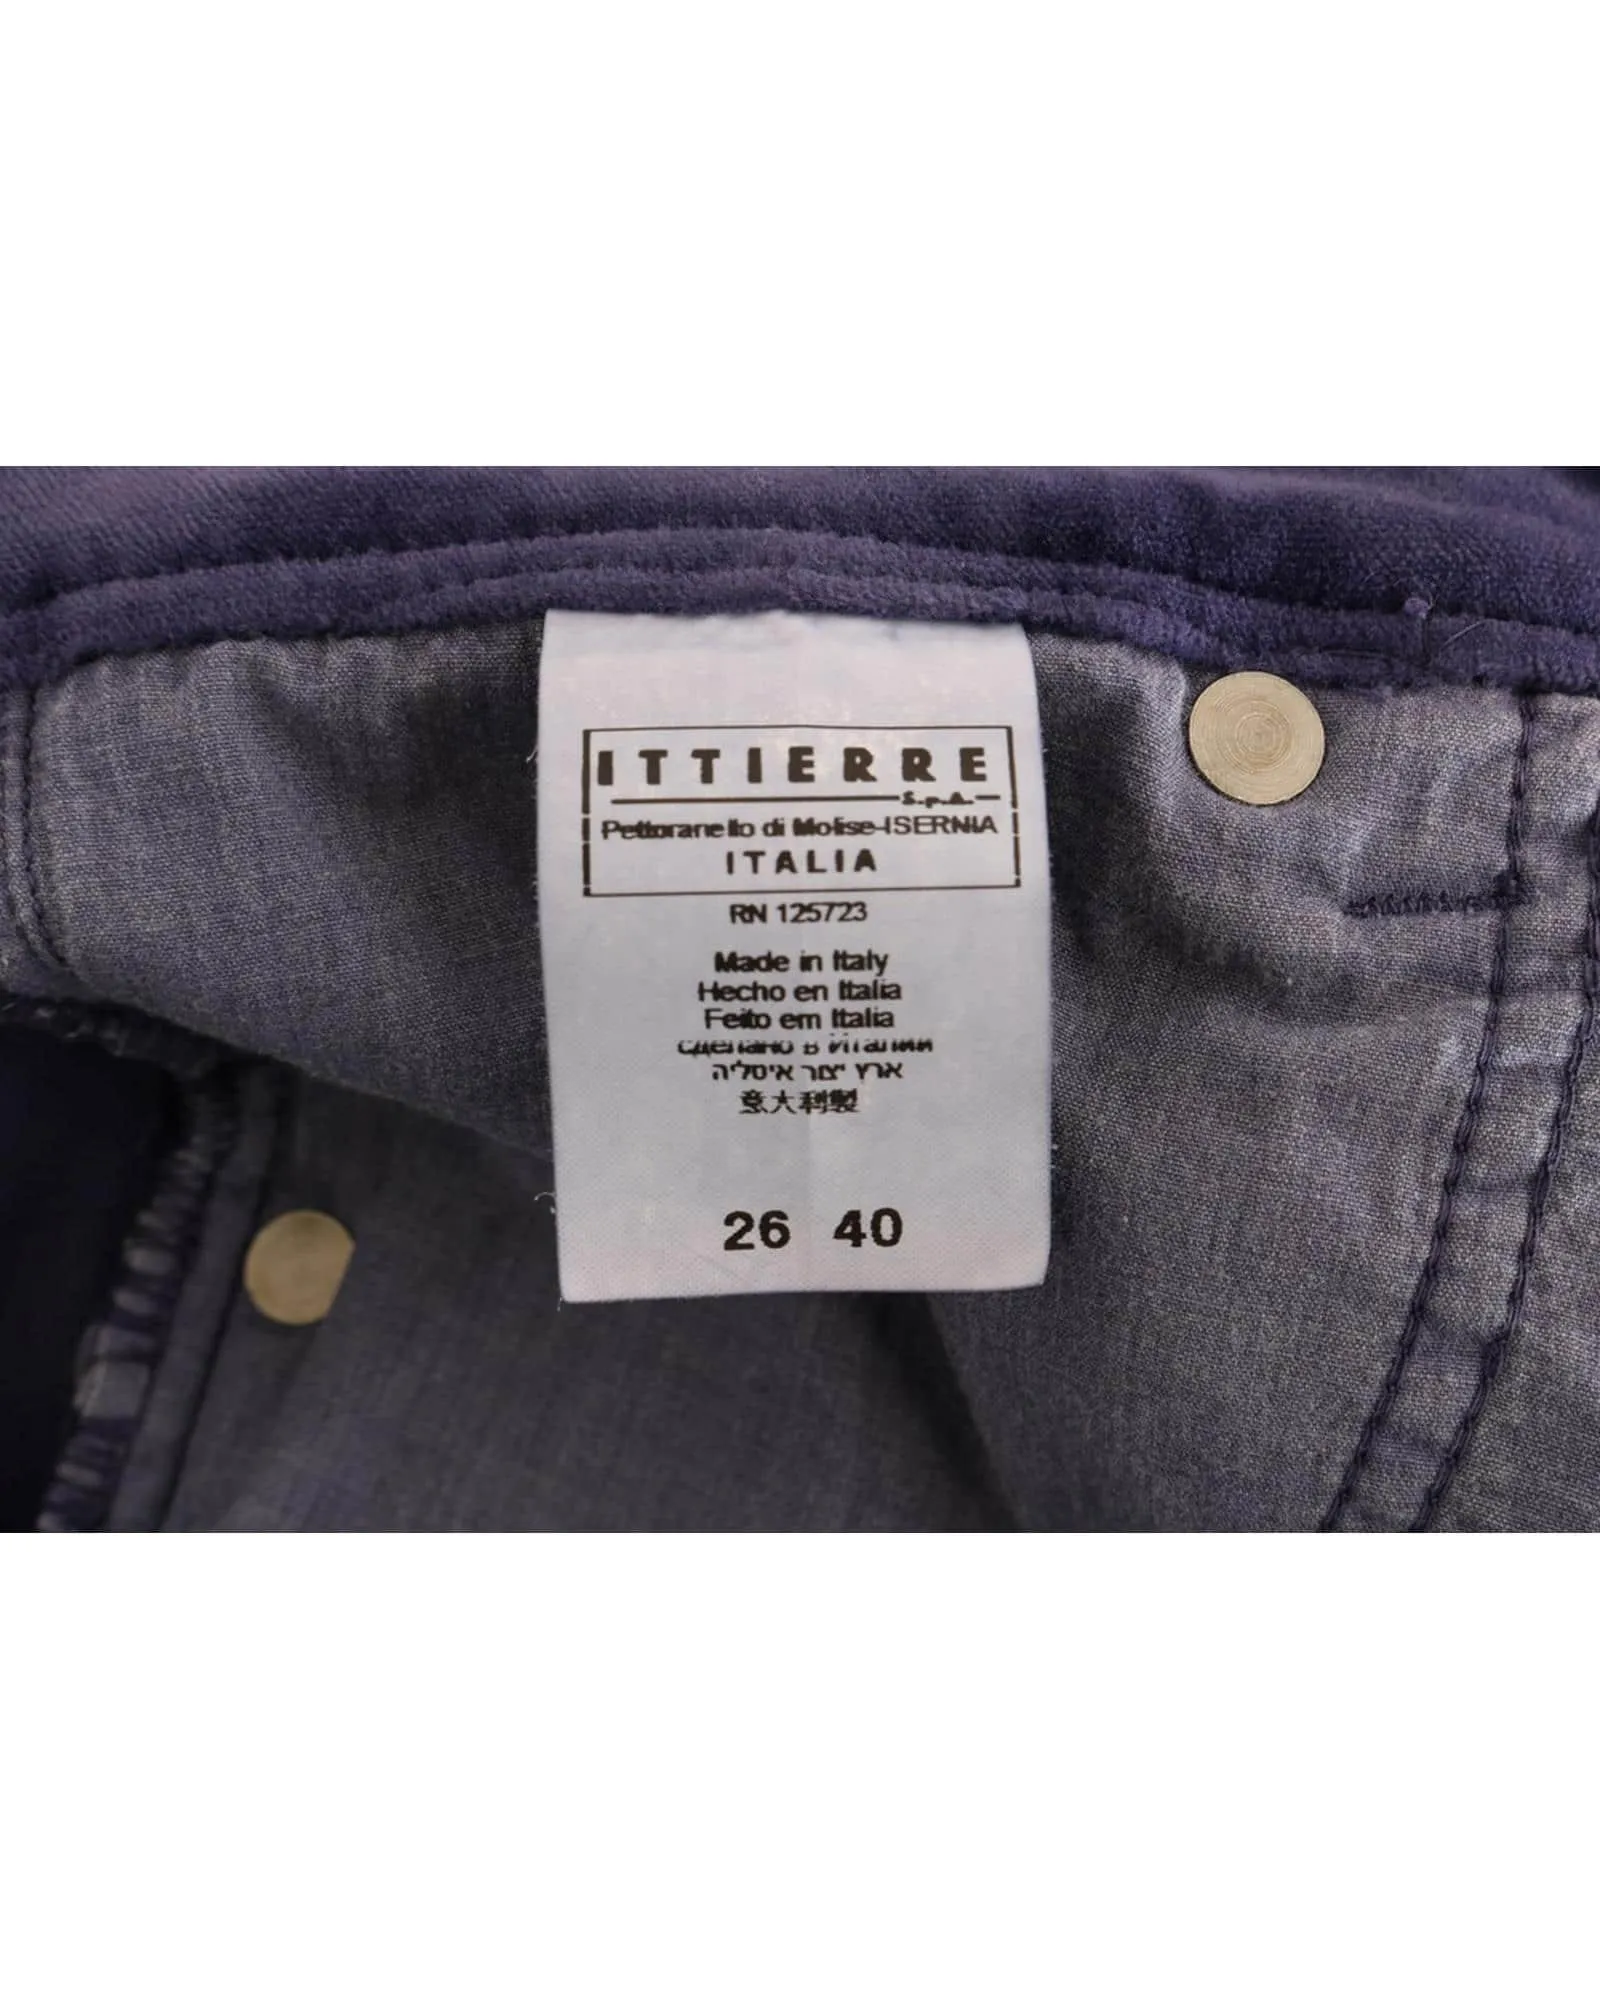 ITTIERRE
S.p.A.
Pettoranello di Molise-ISERNIA
ITALIA
RN 125723
Made in Italy
Hecho en Italia
Feito em Italia
Сделано в Италии
ארץ יצור איטליה
意大利製
26 40